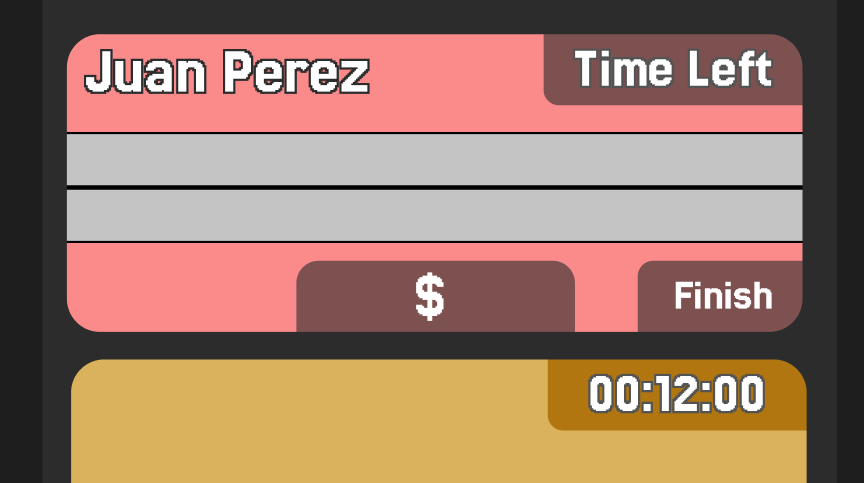 Juan Perez
Time Left
$
Finish
00:12:00